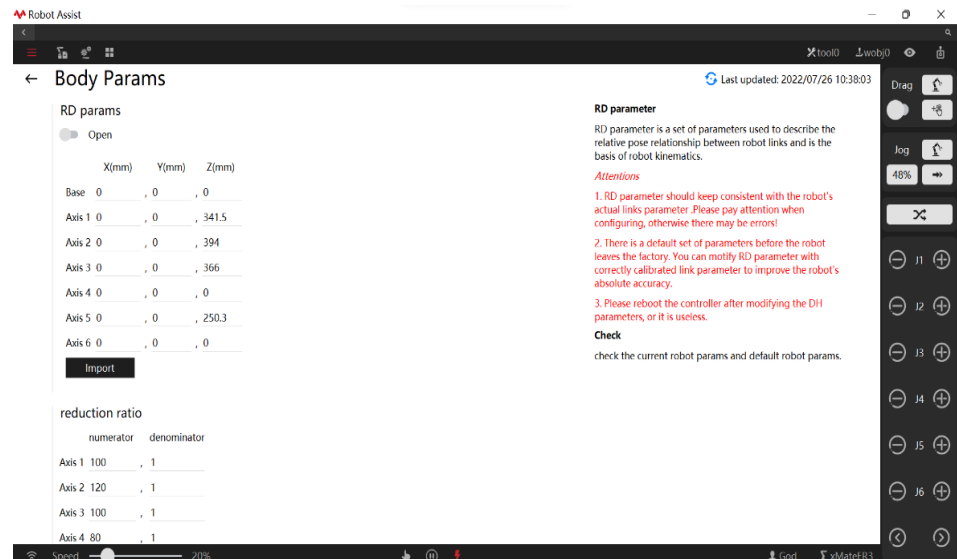 Robot Assist
tool0 wobj0
Body Params
Last updated: 2022/07/26 10:38:03
RD params
Open
X(mm) Y(mm) Z(mm)
Base 0 , 0 , 0
Axis 1 0 , 0 , 341.5
Axis 2 0 , 0 , 394
Axis 3 0 , 0 , 366
Axis 4 0 , 0 , 0
Axis 5 0 , 0 , 250.3
Axis 6 0 , 0 , 0
Import
reduction ratio
numerator denominator
Axis 1 100 , 1
Axis 2 120 , 1
Axis 3 100 , 1
Axis 4 80 , 1
RD parameter
RD parameter is a set of parameters used to describe the
relative pose relationship between robot links and is the
basis of robot kinematics.
Attentions
1. RD parameter should keep consistent with the robot's
actual links parameter .Please pay attention when
configuring, otherwise there may be errors!
2. There is a default set of parameters before the robot
leaves the factory. You can motify RD parameter with
correctly calibrated link parameter to improve the robot's
absolute accuracy.
3. Please reboot the controller after modifying the DH
parameters, or it is useless.
Check
check the current robot params and default robot params.
Drag
Jog
48%
J1
J2
J3
J4
J5
J6
Speed 20%
God xMateER3